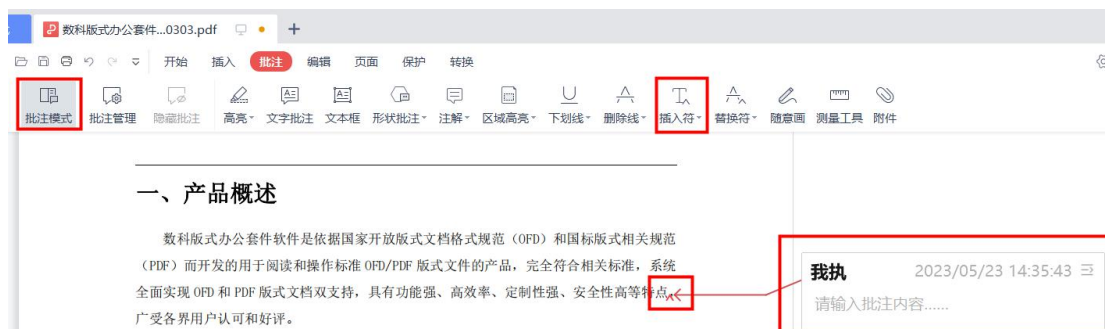 数科版式办公套件...0303.pdf
开始 插入 批注 编辑 页面 保护 转换
批注模式 批注管理 隐藏批注 高亮 文字批注 文本框 形状批注 注解 区域高亮 下划线 删除线 插入符 替换符 随意画 测量工具 附件
一、产品概述
数科版式办公套件软件是依据国家开放版式文档格式规范（OFD）和国标版式相关规范
（PDF）而开发的用于阅读和操作标准 OFD/PDF 版式文件的产品，完全符合相关标准，系统
全面实现 OFD 和 PDF 版式文档双支持，具有功能强、高效率、定制性强、安全性高等特点，
广受各界用户认可和好评。
我执 2023/05/23 14:35:43
请输入批注内容......